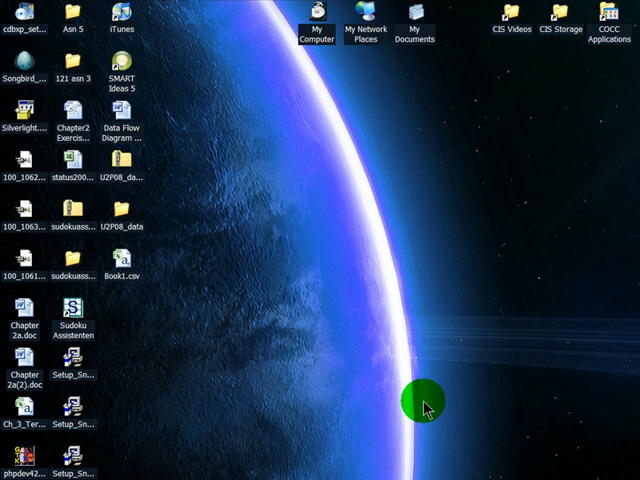 cdbxp_set...
Asn 5
iTunes
My
Computer
My Network
Places
My
Documents
CIS Videos
CIS Storage
COCC
Applications
Songbird_...
121 asn 3
SMART
Ideas 5
Silverlight....
Chapter2
Exercis...
Data Flow
Diagram ...
100_1062...
status200...
U2P08_da...
100_1063...
sudokuass...
U2P08_data
100_1061...
sudokuass...
Book1.csv
Chapter
2a.doc
Sudoku
Assistenten
Chapter
2a(2).doc
Setup_Sn...
Ch_3_Ter...
Setup_Sn...
phpdev42...
Setup_Sn...